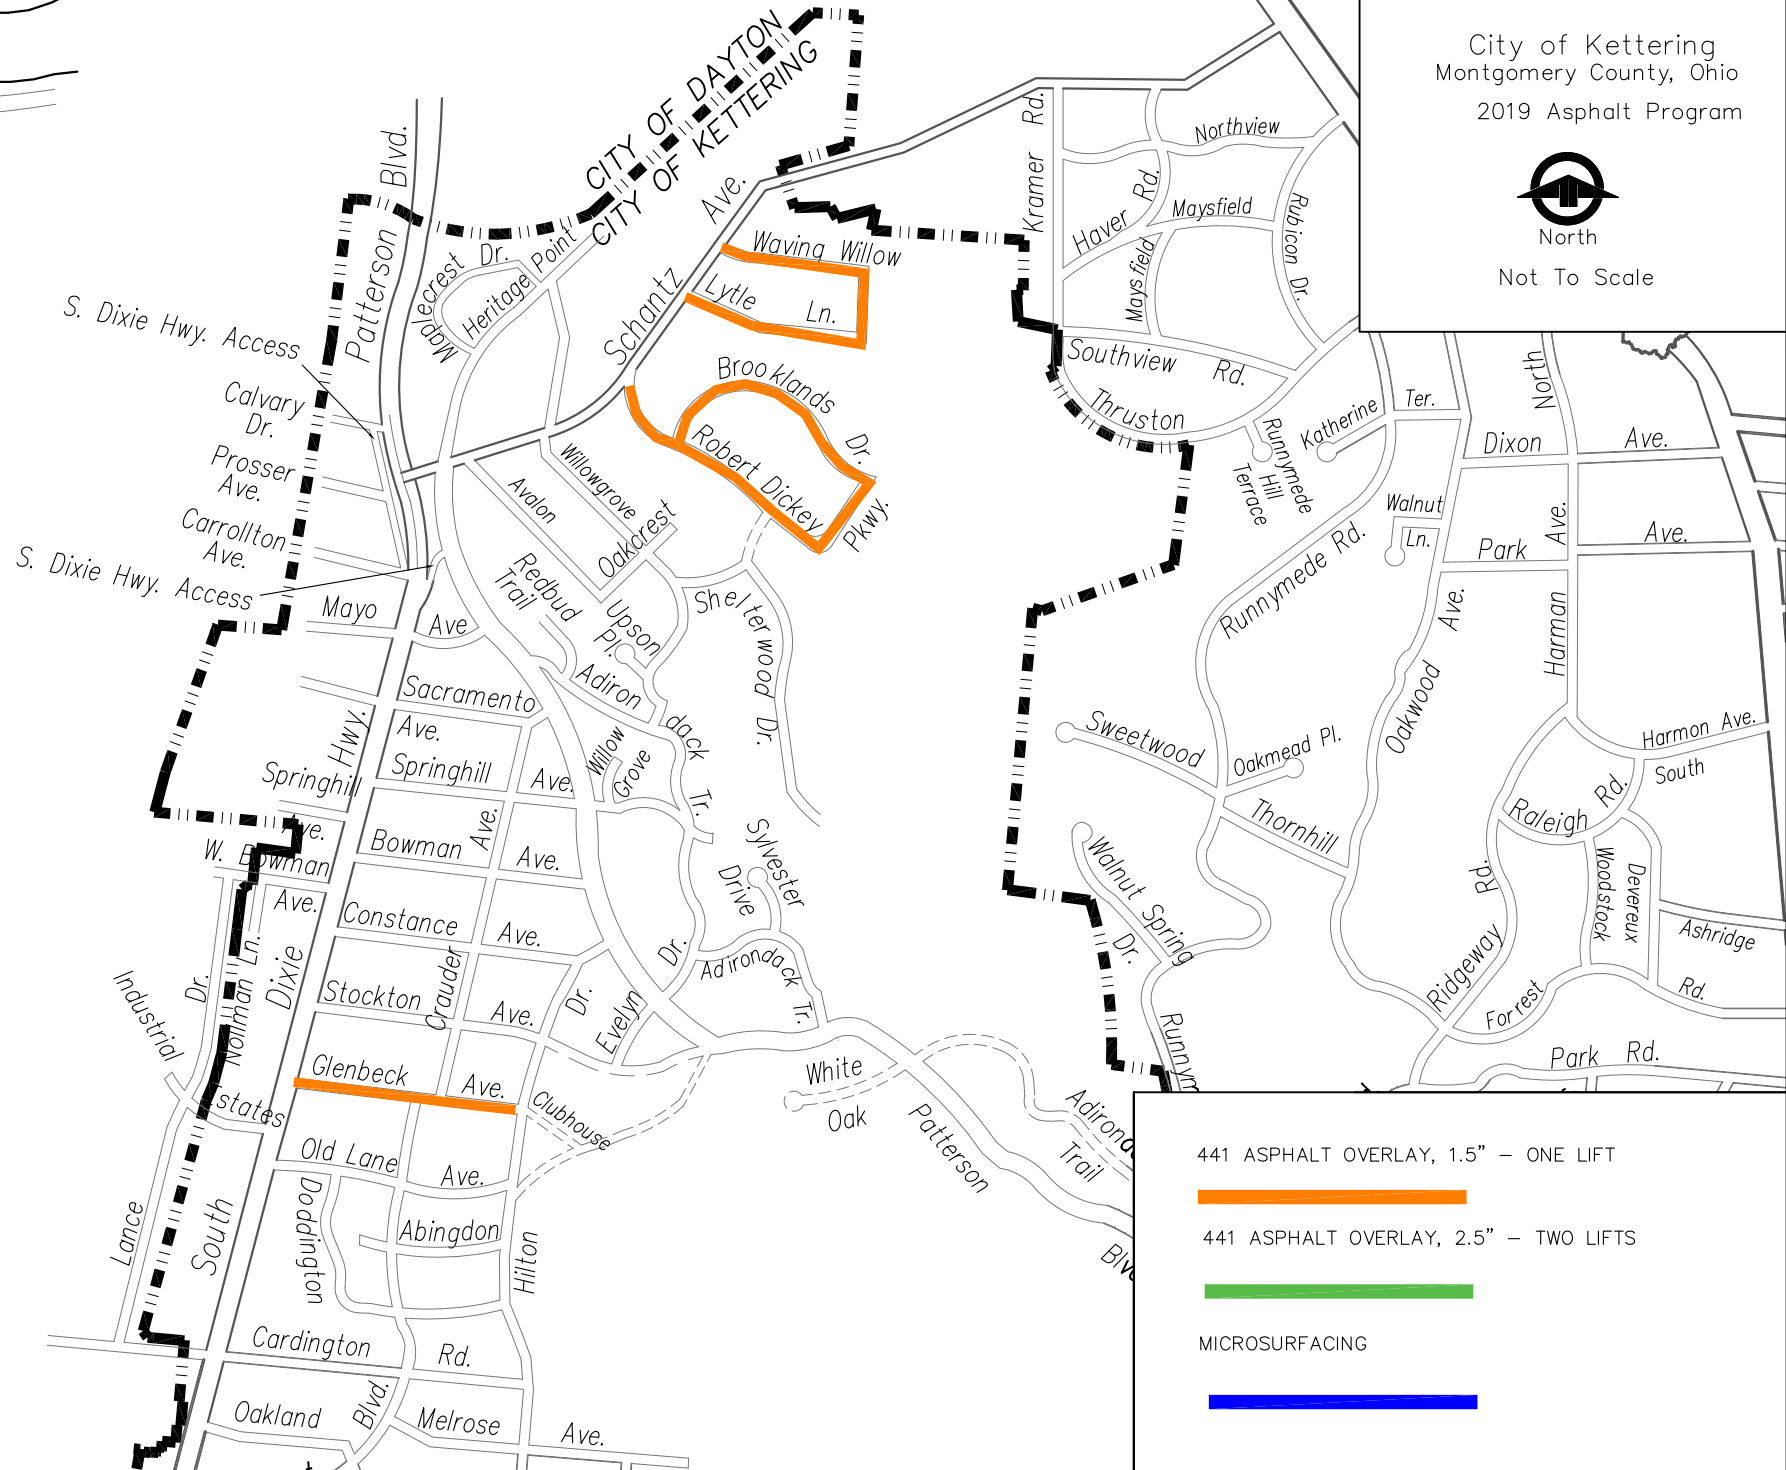 City of Kettering
Montgomery County, Ohio
2019 Asphalt Program
North
Not To Scale
CITY OF DAYTON
CITY OF KETTERING
Patterson Blvd.
Maplecrest Dr.
Heritage Point
Schantz Ave.
Waving Willow
Lytle Ln.
Brooklands Dr.
Robert Dickey Pkwy.
Kramer Rd.
Northview
Haver Rd.
Maysfield
Maysfield
Rubicon Dr.
Southview Rd.
Thruston
Runnymede
Hill
Terrace
Katherine Ter.
North
Dixon Ave.
Walnut
Ln.
Park Ave.
Runnymede Rd.
Oakwood Ave.
Harman Ave.
Harmon Ave.
South
S. Dixie Hwy. Access
Calvary
Dr.
Prosser
Ave.
Carrollton
Ave.
S. Dixie Hwy. Access
Mayo Ave
Willowgrove
Avalon
Oakcrest
Redbud
Trail
Upson
Pl.
Shelterwood Dr.
Adirondack Tr.
Sacramento
Ave.
Springhill Ave.
Springhill
Ave.
Willow
Grove
W. Bowman
Ave.
Bowman Ave.
Constance Ave.
Stockton Ave.
Crauder Ave.
Sylvester
Drive
Adirondack Tr.
Evelyn Dr.
Dr.
Nollman Ln.
Industrial
Estates
Dr.
Lance
South Dixie Hwy.
Glenbeck Ave.
Clubhouse
Old Lane Ave.
Doddington
Abingdon
Hilton
Cardington Rd.
Oakland
Blvd.
Melrose Ave.
White
Oak
Patterson
Blv
Adironda
Trail
Sweetwood
Oakmead Pl.
Thornhill
Walnut Spring
Dr.
Runnym
Raleigh Rd.
Woodstock
Devereux
Ashridge
Rd.
Ridgeway Rd.
Forrest
Park Rd.
441 ASPHALT OVERLAY, 1.5” – ONE LIFT
441 ASPHALT OVERLAY, 2.5” – TWO LIFTS
MICROSURFACING